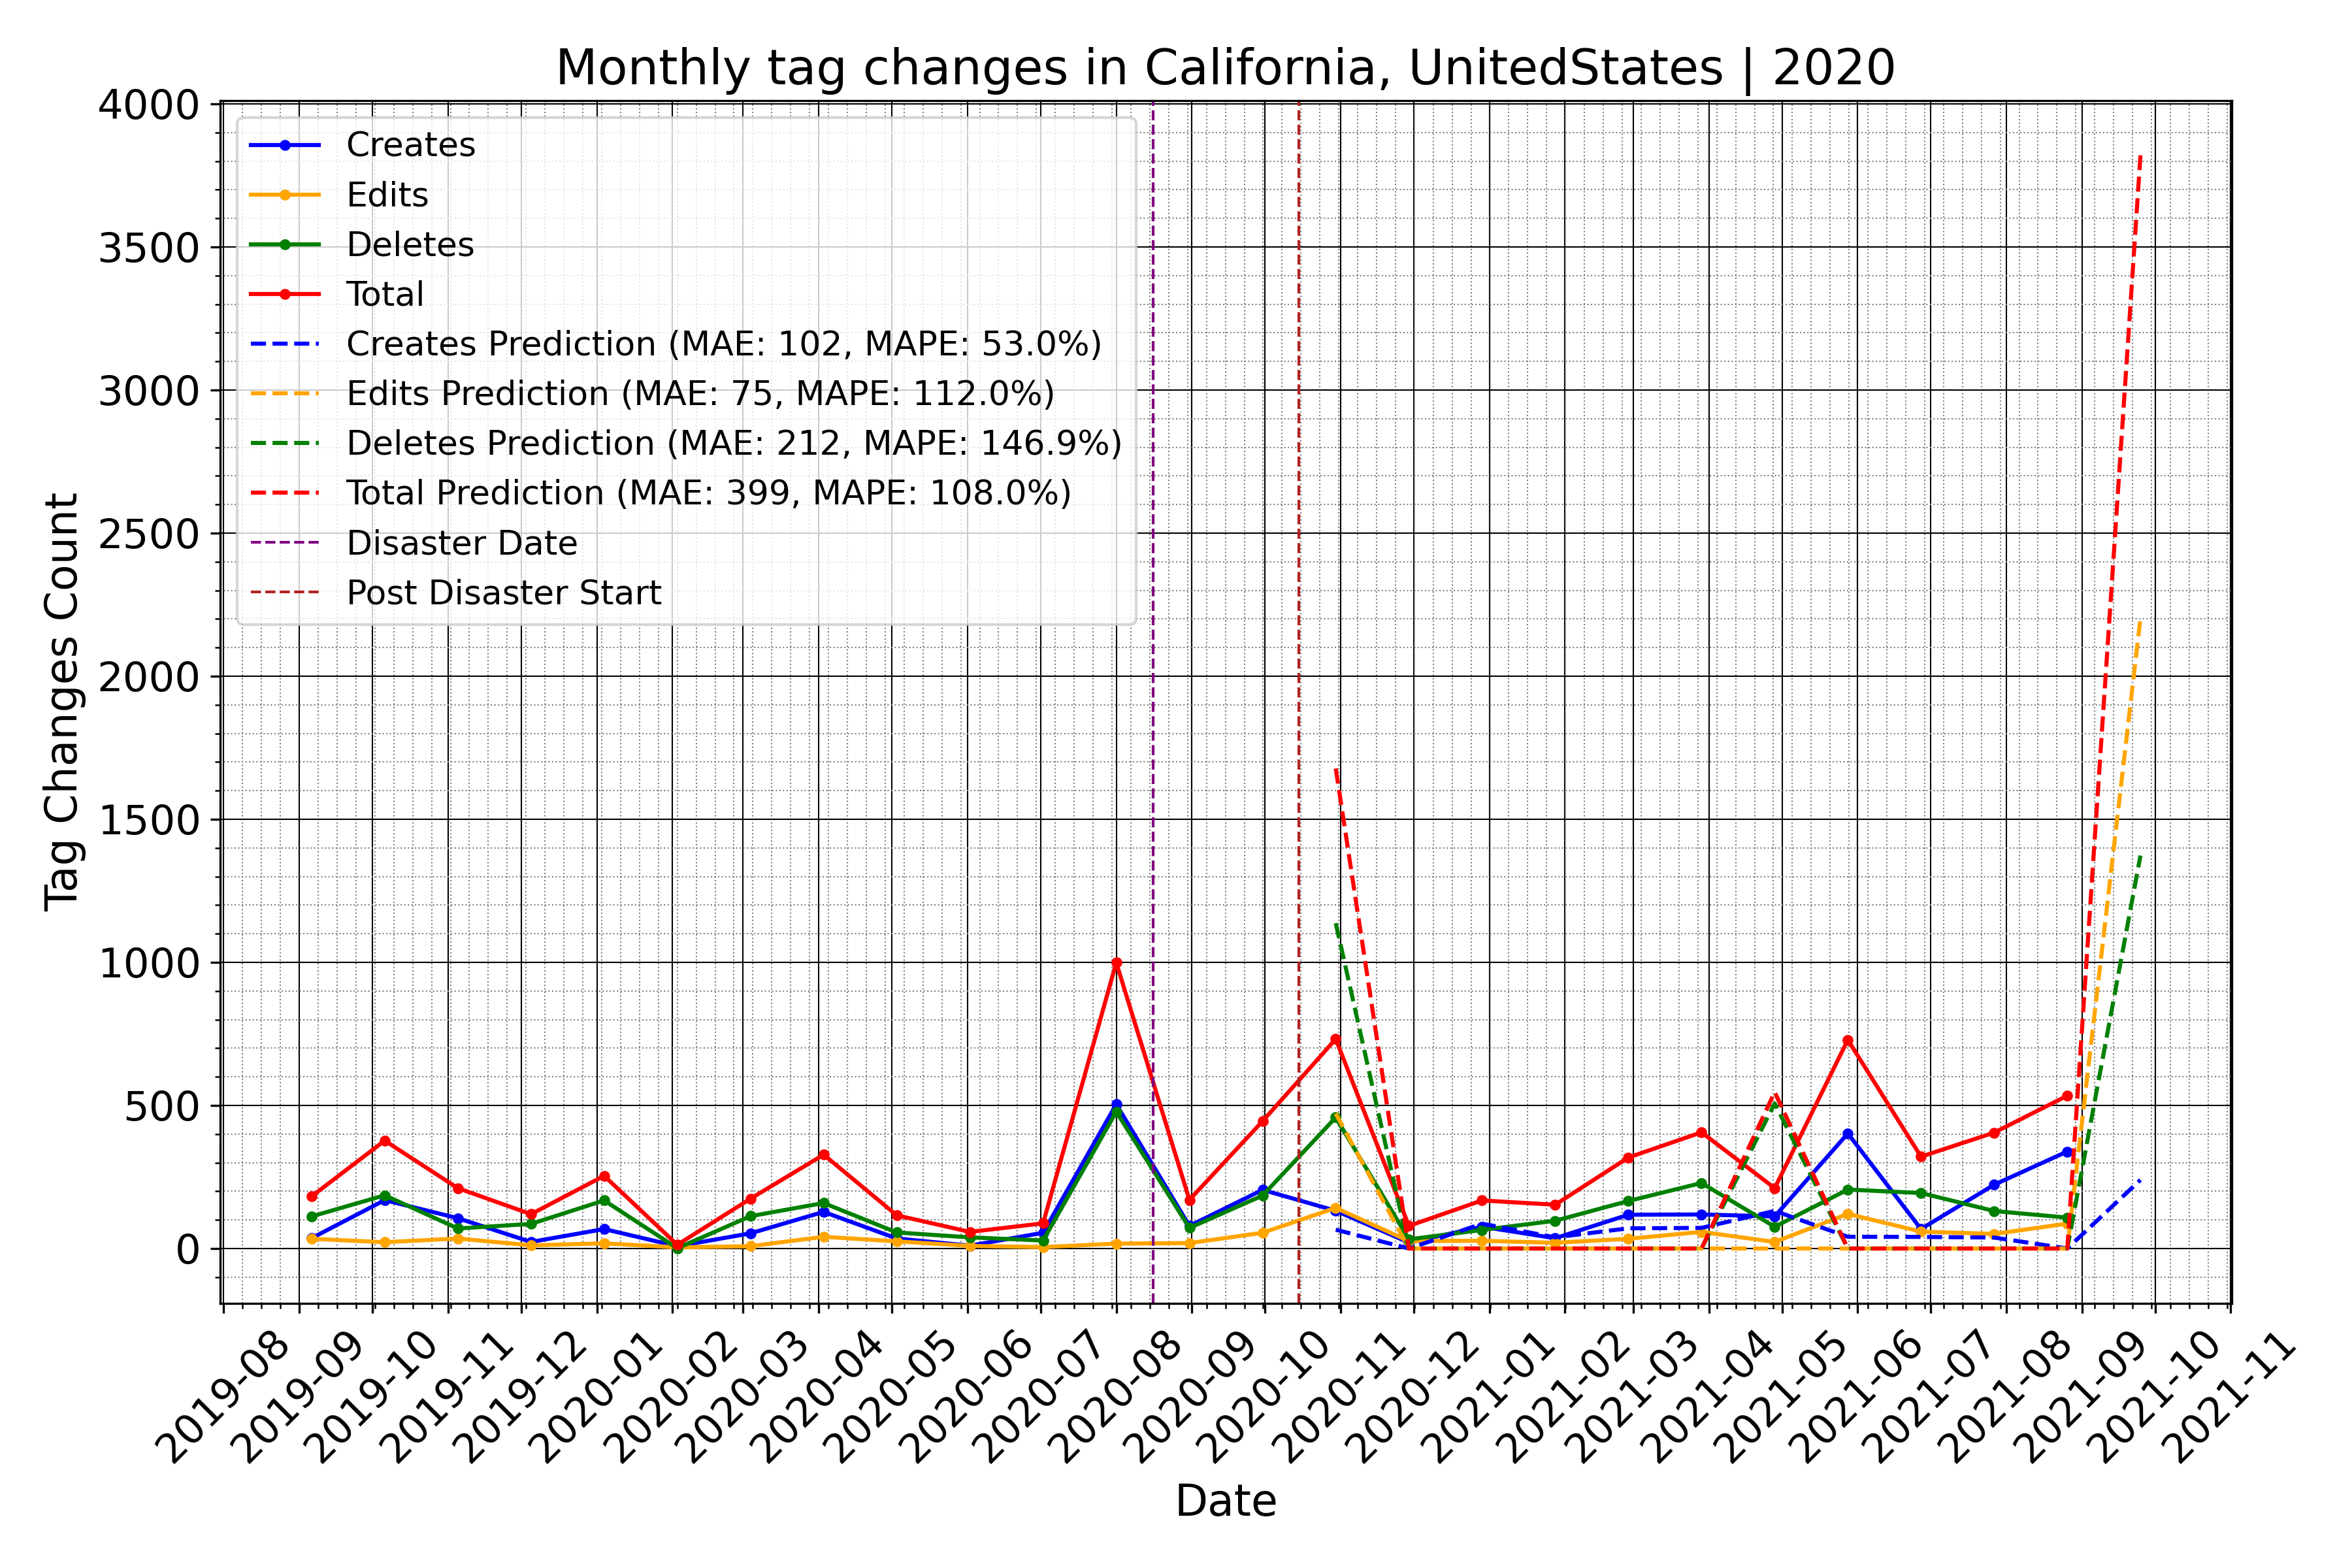 Monthly tag changes in California, UnitedStates | 2020
4000
3500
3000
2500
2000
1500
1000
500
0
Tag Changes Count
Creates
Edits
Deletes
Total
Creates Prediction (MAE: 102, MAPE: 53.0%)
Edits Prediction (MAE: 75, MAPE: 112.0%)
Deletes Prediction (MAE: 212, MAPE: 146.9%)
Total Prediction (MAE: 399, MAPE: 108.0%)
Disaster Date
Post Disaster Start
2019-08
2019-09
2019-10
2019-11
2019-12
2020-01
2020-02
2020-03
2020-04
2020-05
2020-06
2020-07
2020-08
2020-09
2020-10
2020-11
2020-12
2021-01
2021-02
2021-03
2021-04
2021-05
2021-06
2021-07
2021-08
2021-09
2021-10
2021-11
Date